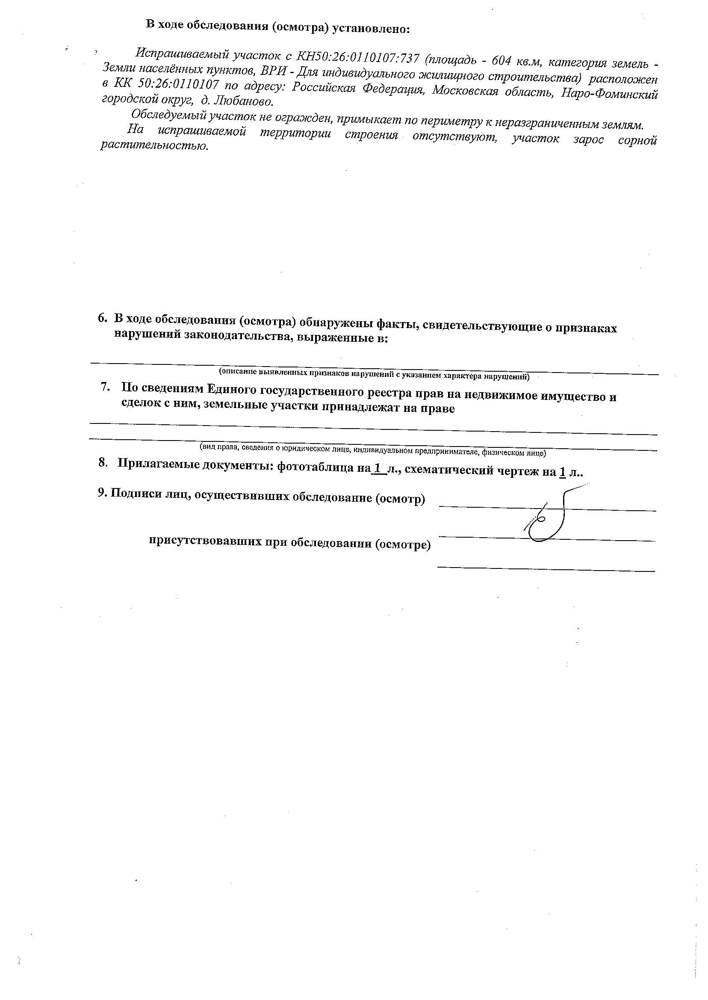 В ходе обследования (осмотра) установлено:
Испрашиваемый участок с КН50:26:0110107:737 (площадь - 604 кв.м, категория земель -
Земли населённых пунктов, ВРИ - Для индивидуального жилищного строительства) расположен
в КК 50:26:0110107 по адресу: Российская Федерация, Московская область, Наро-Фоминский
городской округ, д. Любаново.
Обследуемый участок не огражден, примыкает по периметру к неразграниченным землям.
На испрашиваемой территории строения отсутствуют, участок зарос сорной
растительностью.
6. В ходе обследования (осмотра) обнаружены факты, свидетельствующие о признаках
нарушений законодательства, выраженные в:
(описание выявленных признаков нарушений с указанием характера нарушений)
7. По сведениям Единого государственного реестра прав на недвижимое имущество и
сделок с ним, земельные участки принадлежат на праве
(вид права, сведения о юридическом лице, индивидуальном предпринимателе, физическом лице)
8. Прилагаемые документы: фототаблица на 1 л., схематический чертеж на 1 л..
9. Подписи лиц, осуществивших обследование (осмотр)
присутствовавших при обследовании (осмотре)